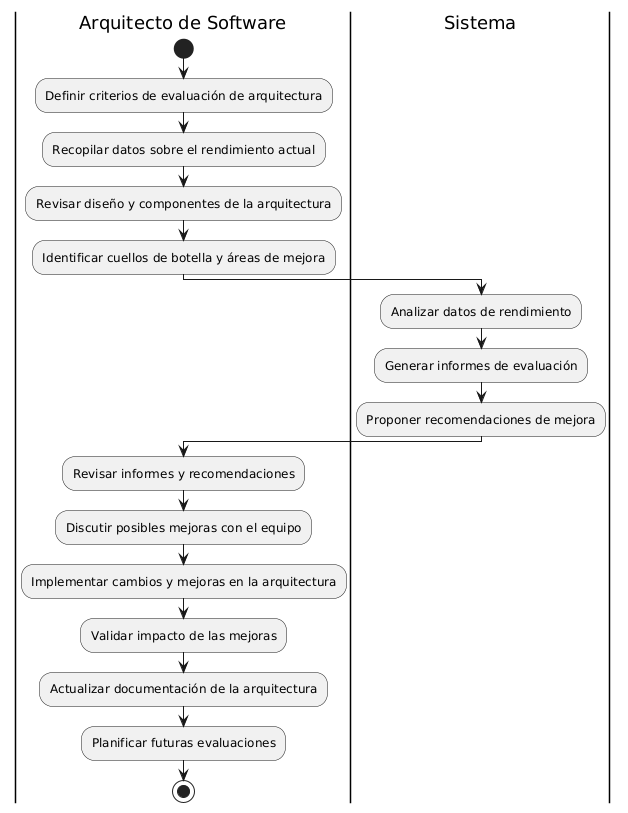 Arquitecto de Software
Sistema
Definir criterios de evaluación de arquitectura
Recopilar datos sobre el rendimiento actual
Revisar diseño y componentes de la arquitectura
Identificar cuellos de botella y áreas de mejora
Analizar datos de rendimiento
Generar informes de evaluación
Proponer recomendaciones de mejora
Revisar informes y recomendaciones
Discutir posibles mejoras con el equipo
Implementar cambios y mejoras en la arquitectura
Validar impacto de las mejoras
Actualizar documentación de la arquitectura
Planificar futuras evaluaciones